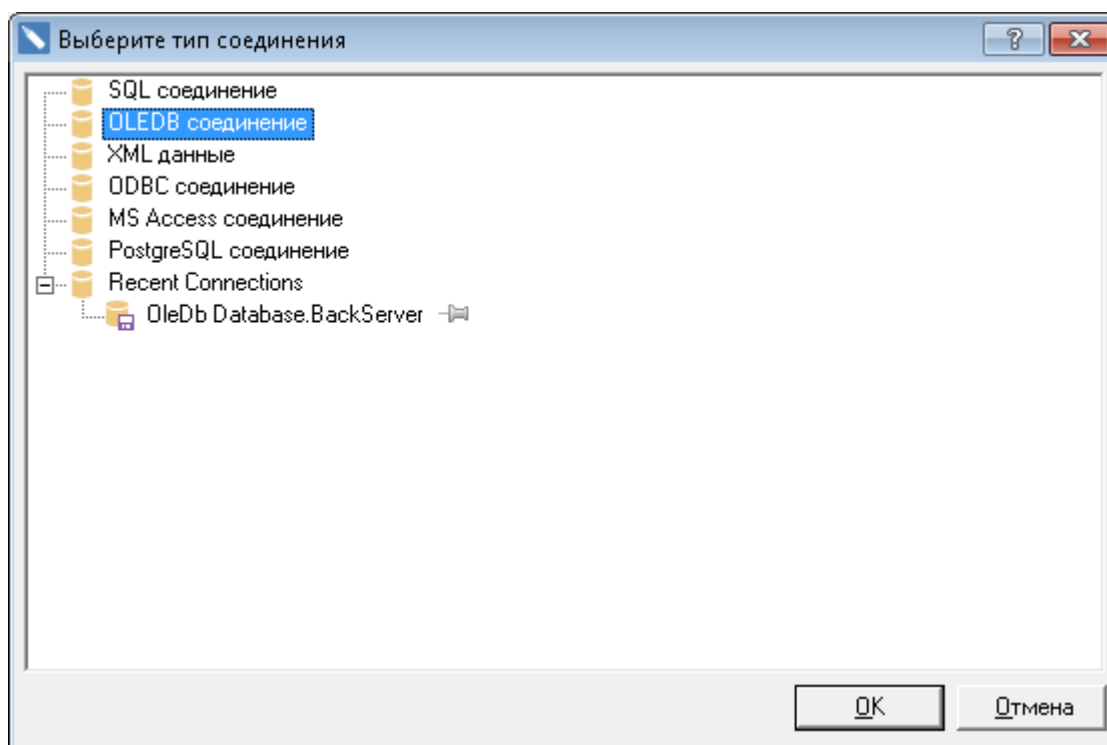 Выберите тип соединения
SQL соединение
OLEDB соединение
XML данные
ODBC соединение
MS Access соединение
PostgreSQL соединение
Recent Connections
OleDb Database.BackServer
OK
Отмена